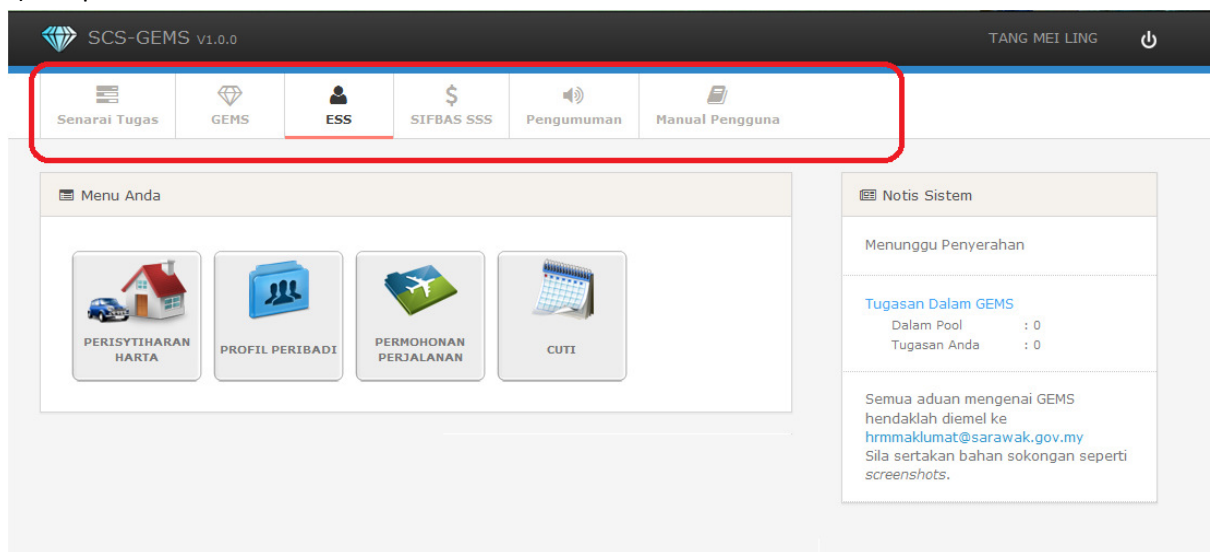 SCS-GEMS V1.0.0
TANG MEI LING
Senarai Tugas
GEMS
ESS
SIFBAS SSS
Pengumuman
Manual Pengguna
Menu Anda
PERISYTIHARAN
HARTA
PROFIL PERIBADI
PERMOHONAN
PERJALANAN
CUTI
Notis Sistem
Menunggu Penyerahan
Tugasan Dalam GEMS
Dalam Pool : 0
Tugasan Anda : 0
Semua aduan mengenai GEMS
hendaklah diemel ke
hrmmaklumat@sarawak.gov.my
Sila sertakan bahan sokongan seperti
screenshots.